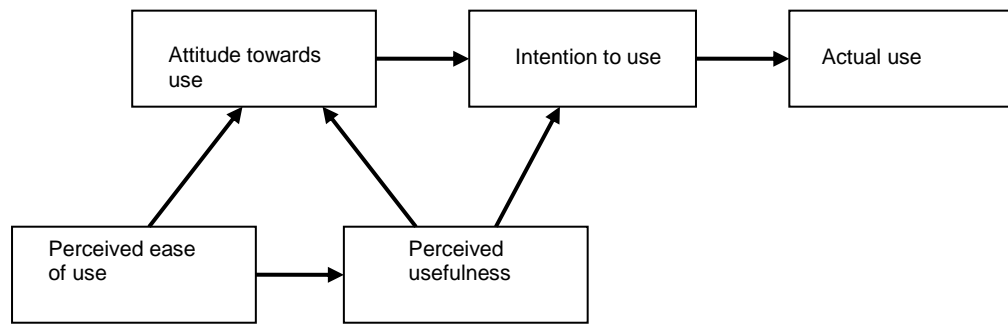 Attitude towards
use
Intention to use
Actual use
Perceived ease
of use
Perceived
usefulness